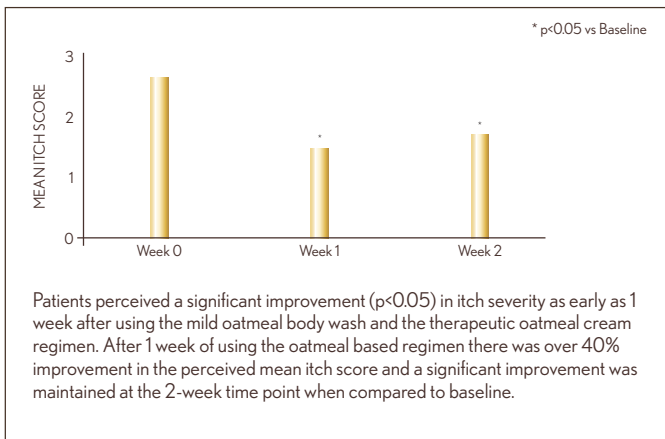 * p<0.05 vs Baseline
3
2
1
0
MEAN ITCH SCORE
*
*
Week 0
Week 1
Week 2
Patients perceived a significant improvement (p<0.05) in itch severity as early as 1
week after using the mild oatmeal body wash and the therapeutic oatmeal cream
regimen. After 1 week of using the oatmeal based regimen there was over 40%
improvement in the perceived mean itch score and a significant improvement was
maintained at the 2-week time point when compared to baseline.